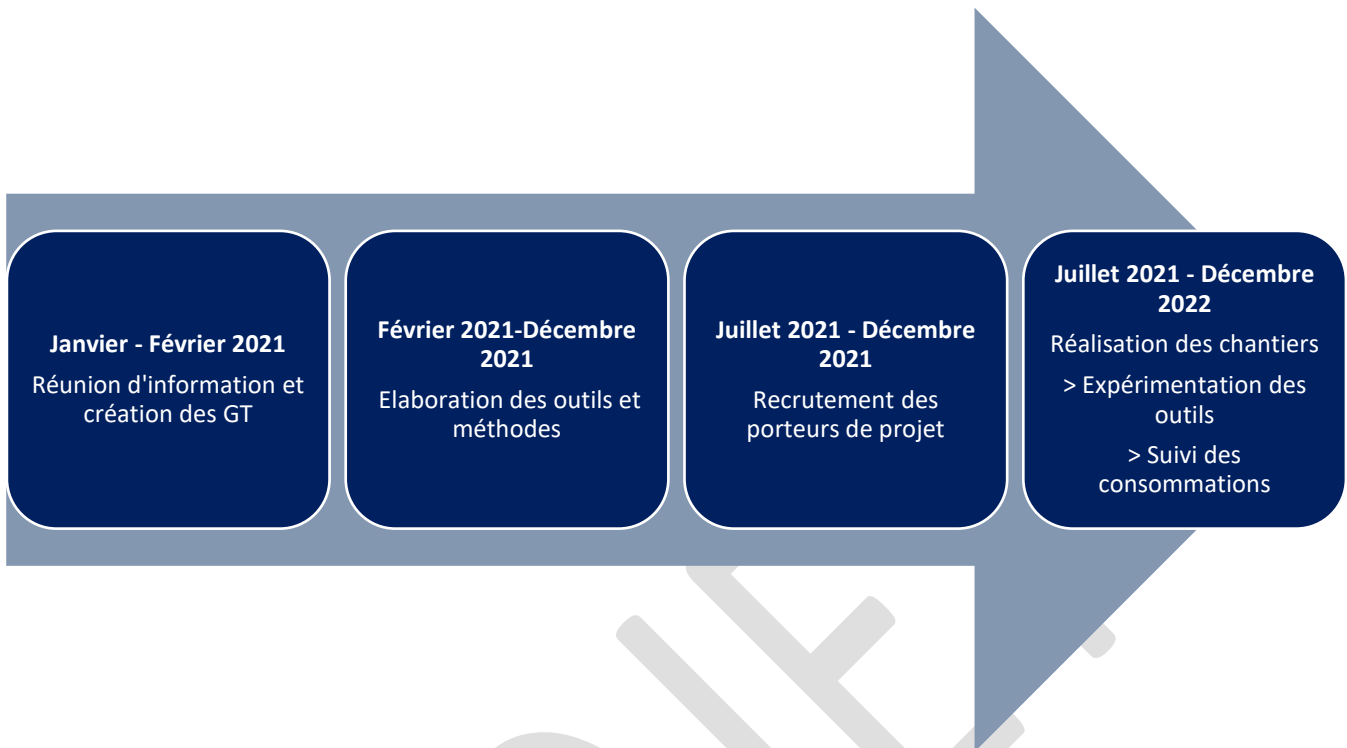 Janvier - Février 2021
Réunion d'information et
création des GT
Février 2021-Décembre
2021
Elaboration des outils et
méthodes
Juillet 2021 - Décembre
2021
Recrutement des
porteurs de projet
Juillet 2021 - Décembre
2022
Réalisation des chantiers
> Expérimentation des
outils
> Suivi des
consommations